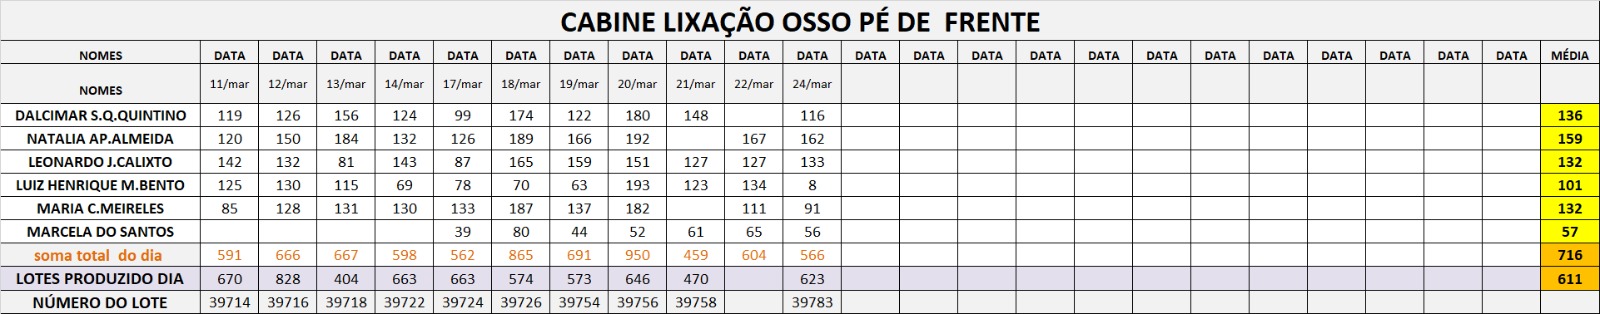 CABINE LIXAÇÃO OSSO PÉ DE FRENTE
NOMES DATA DATA DATA DATA DATA DATA DATA DATA DATA DATA DATA DATA DATA DATA DATA DATA DATA DATA DATA DATA DATA DATA DATA MÉDIA
NOMES 11/mar 12/mar 13/mar 14/mar 17/mar 18/mar 19/mar 20/mar 21/mar 22/mar 24/mar
DALCIMAR S.Q.QUINTINO 119 126 156 124 99 174 122 180 148 116 136
NATALIA AP.ALMEIDA 120 150 184 132 126 189 166 192 167 162 159
LEONARDO J.CALIXTO 142 132 81 143 87 165 159 151 127 127 133 132
LUIZ HENRIQUE M.BENTO 125 130 115 69 78 70 63 193 123 134 8 101
MARIA C.MEIRELES 85 128 131 130 133 187 137 182 111 91 132
MARCELA DO SANTOS 39 80 44 52 61 65 56 57
soma total do dia 591 666 667 598 562 865 691 950 459 604 566 716
LOTES PRODUZIDO DIA 670 828 404 663 663 574 573 646 470 623 611
NÚMERO DO LOTE 39714 39716 39718 39722 39724 39726 39754 39756 39758 39783